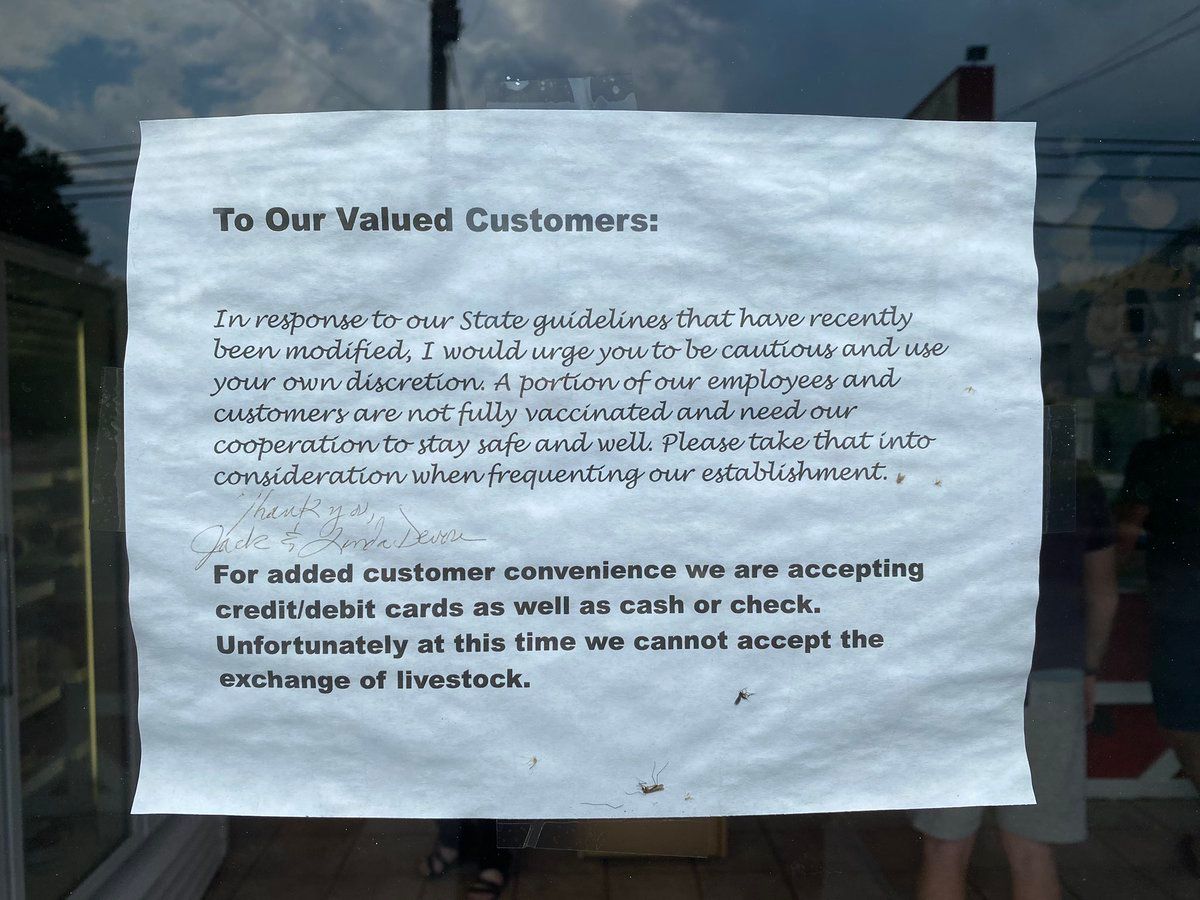 To Our Valued Customers:
In response to our State guidelines that have recently
been modified, I would urge you to be cautious and use
your own discretion. A portion of our employees and
customers are not fully vaccinated and need our
cooperation to stay safe and well. Please take that into
consideration when frequenting our establishment.
Thank you,
Jack & Linda
For added customer convenience we are accepting
credit/debit cards as well as cash or check.
Unfortunately at this time we cannot accept the
exchange of livestock.